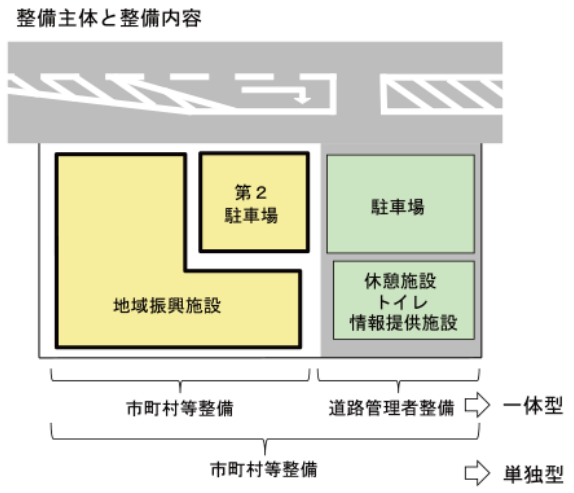 整備主体と整備内容
第2
駐車場
駐車場
地域振興施設
休憩施設
トイレ
情報提供施設
市町村等整備
道路管理者整備
一体型
市町村等整備
単独型